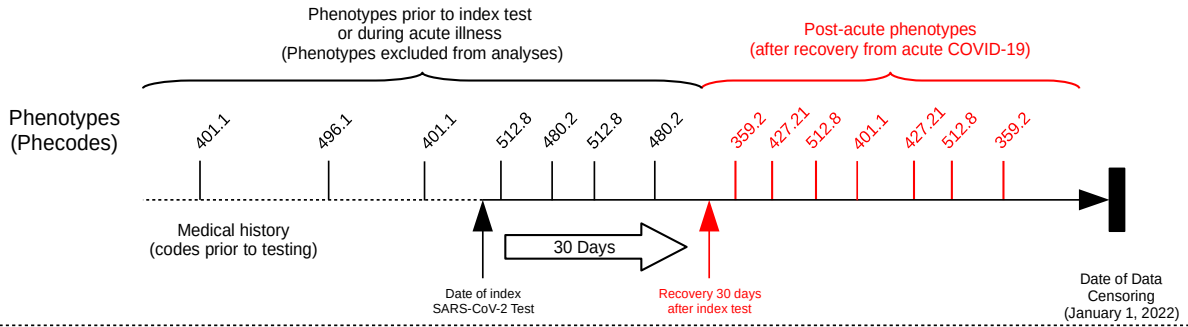 Phenotypes prior to index test
or during acute illness
(Phenotypes excluded from analyses)
Post-acute phenotypes
(after recovery from acute COVID-19)
Phenotypes
(Phecodes)
401.1
496.1
401.1
512.8
480.2
512.8
480.2
359.2
427.21
512.8
401.1
427.21
512.8
359.2
Medical history
(codes prior to testing)
30 Days
Date of index
SARS-CoV-2 Test
Recovery 30 days
after index test
Date of Data
Censoring
(January 1, 2022)